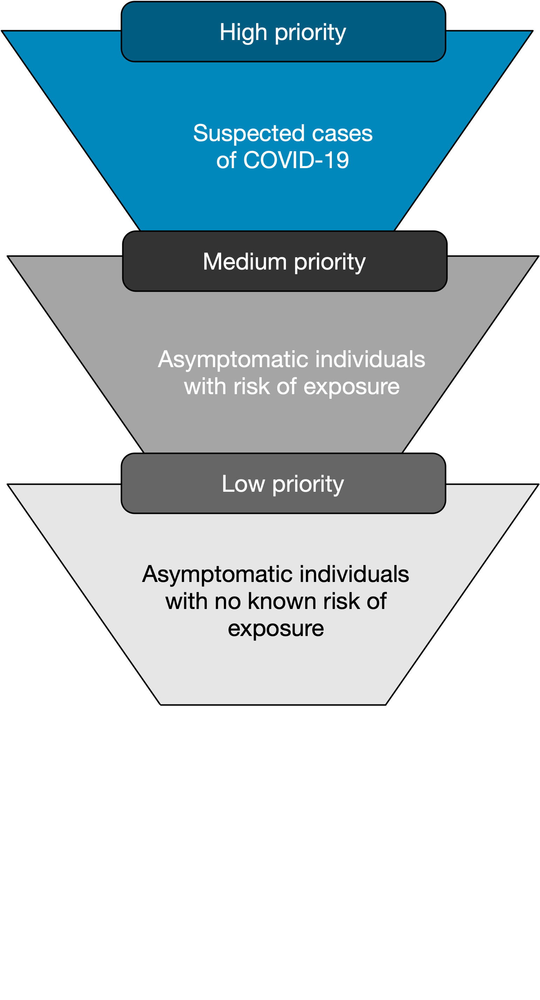 High priority
Suspected cases
of COVID-19
Medium priority
Asymptomatic individuals
with risk of exposure
Low priority
Asymptomatic individuals
with no known risk of
exposure